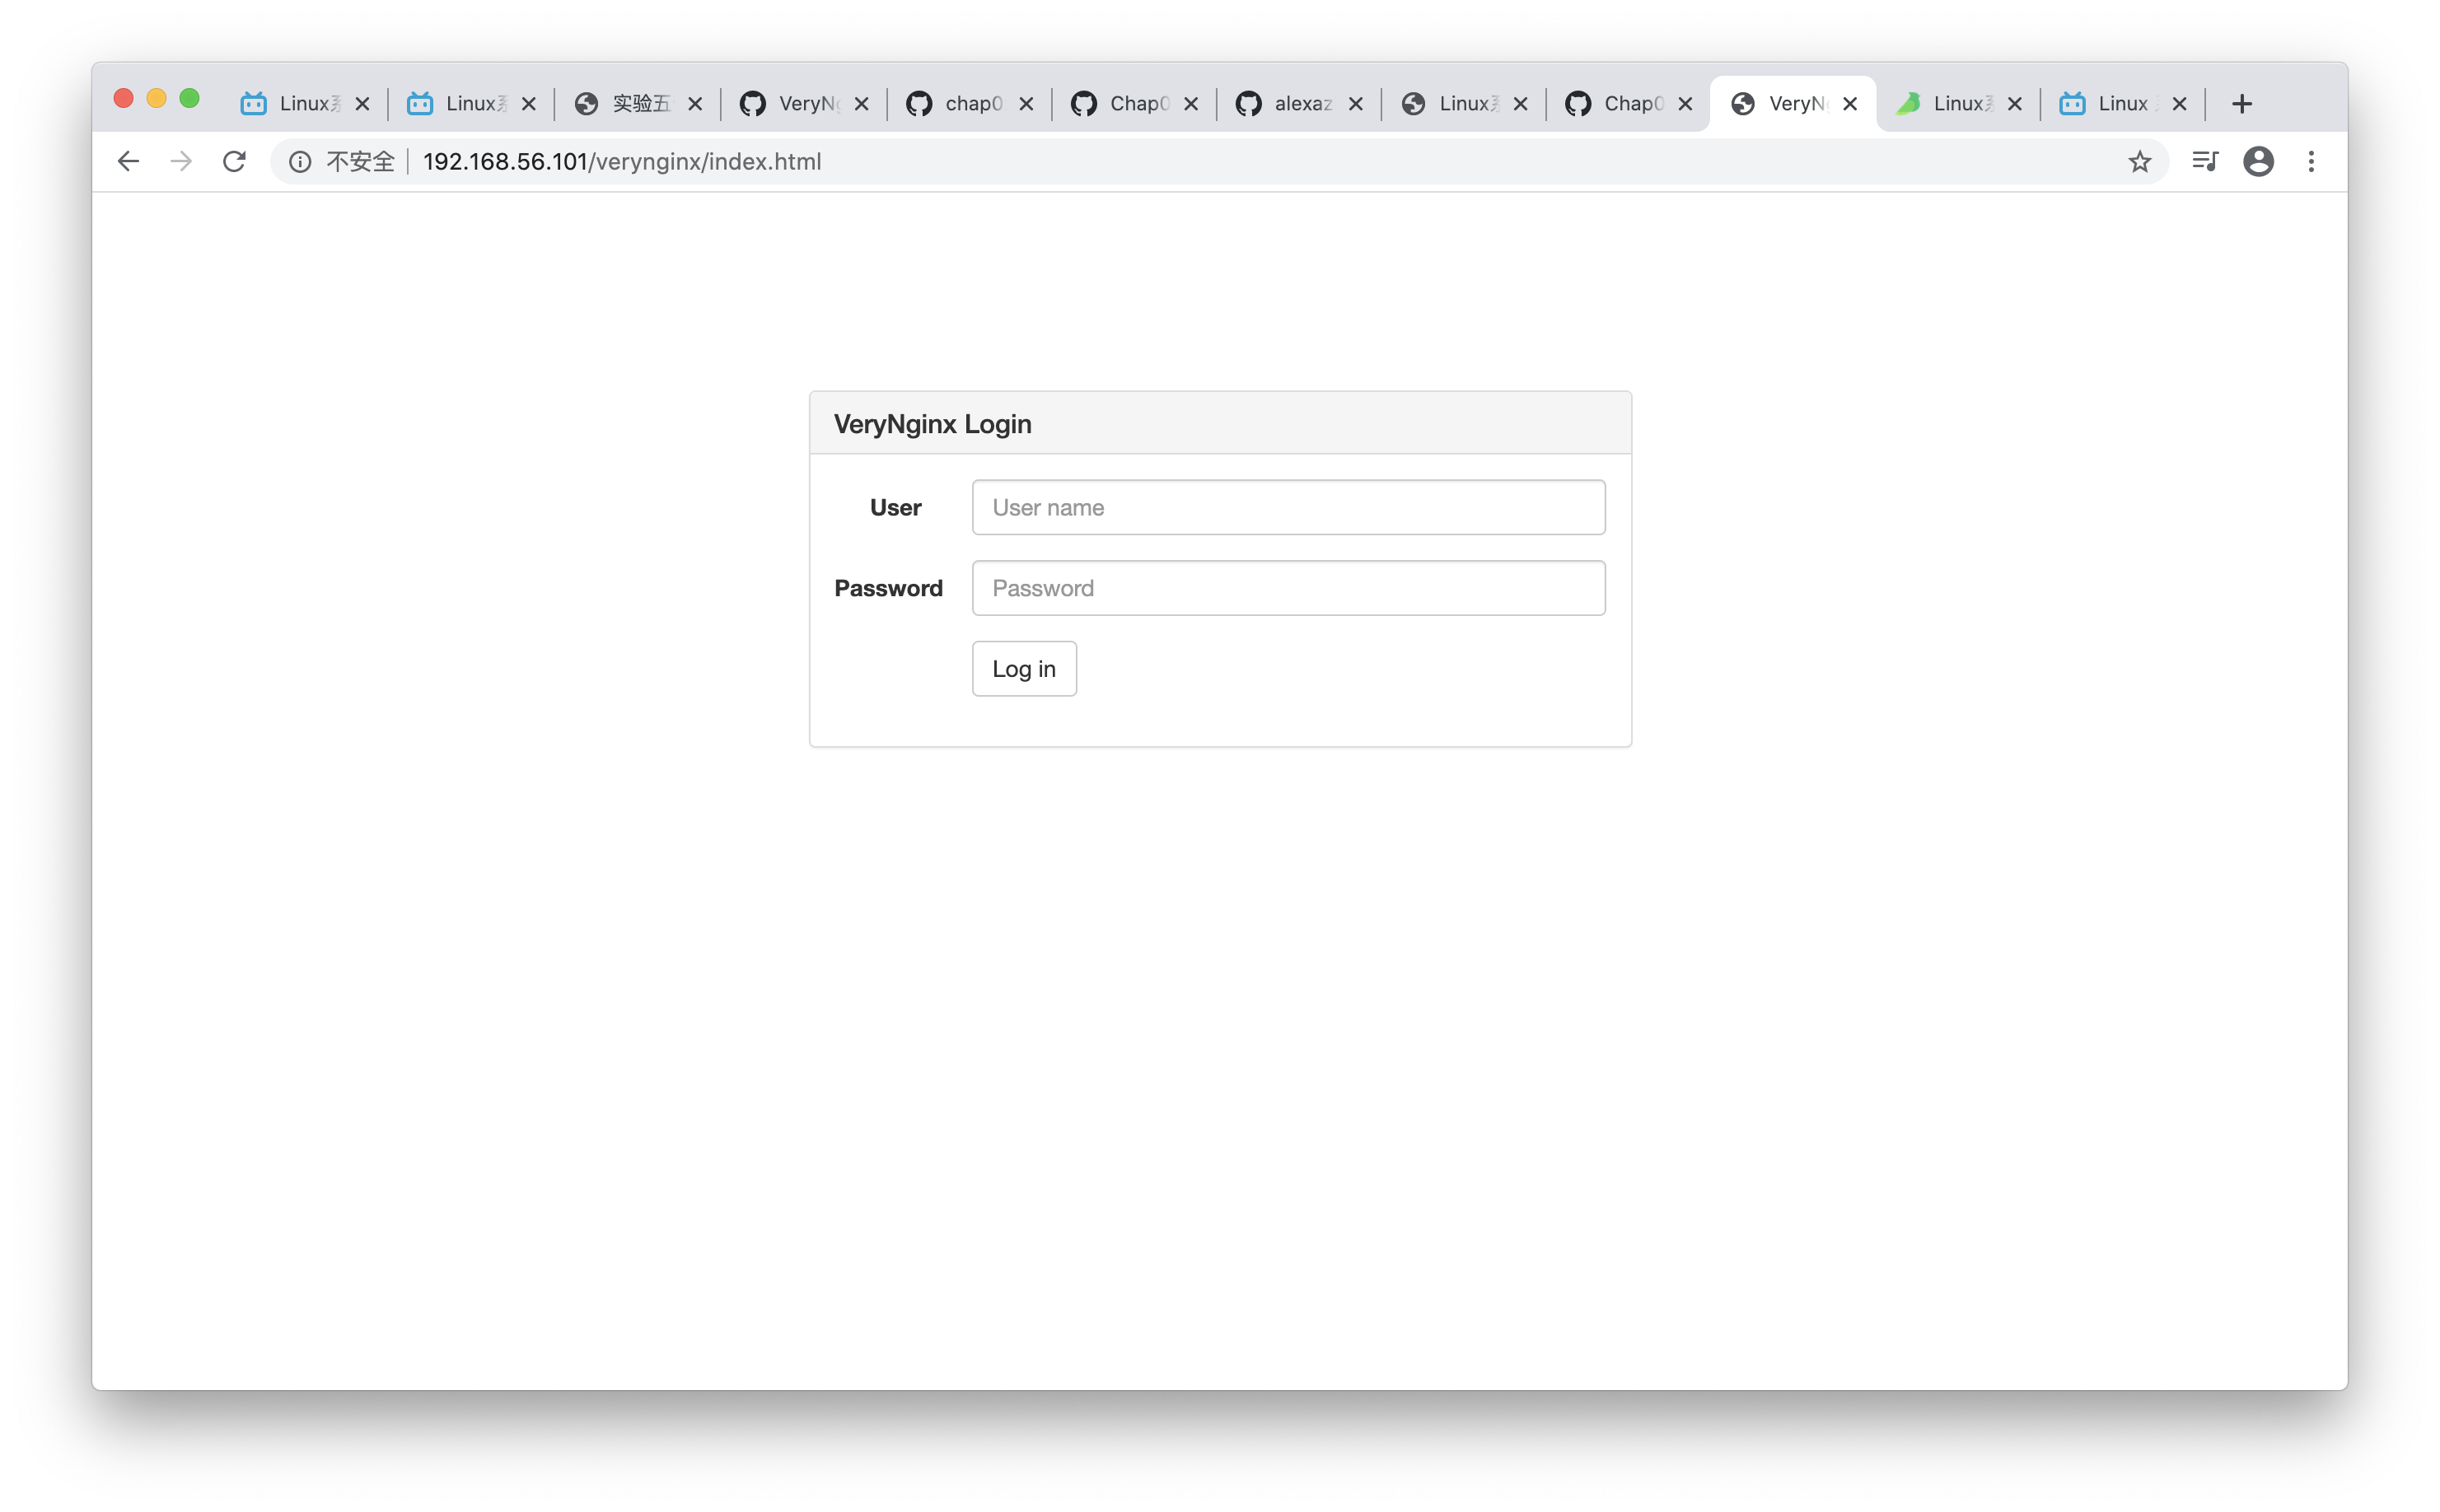 Linux系 Linux系 实验五 VeryNg chap0 Chap0 alexaz Linux系 Chap0 VeryN Linux系 Linux
不安全 192.168.56.101/verynginx/index.html
VeryNginx Login
User User name
Password Password
Log in